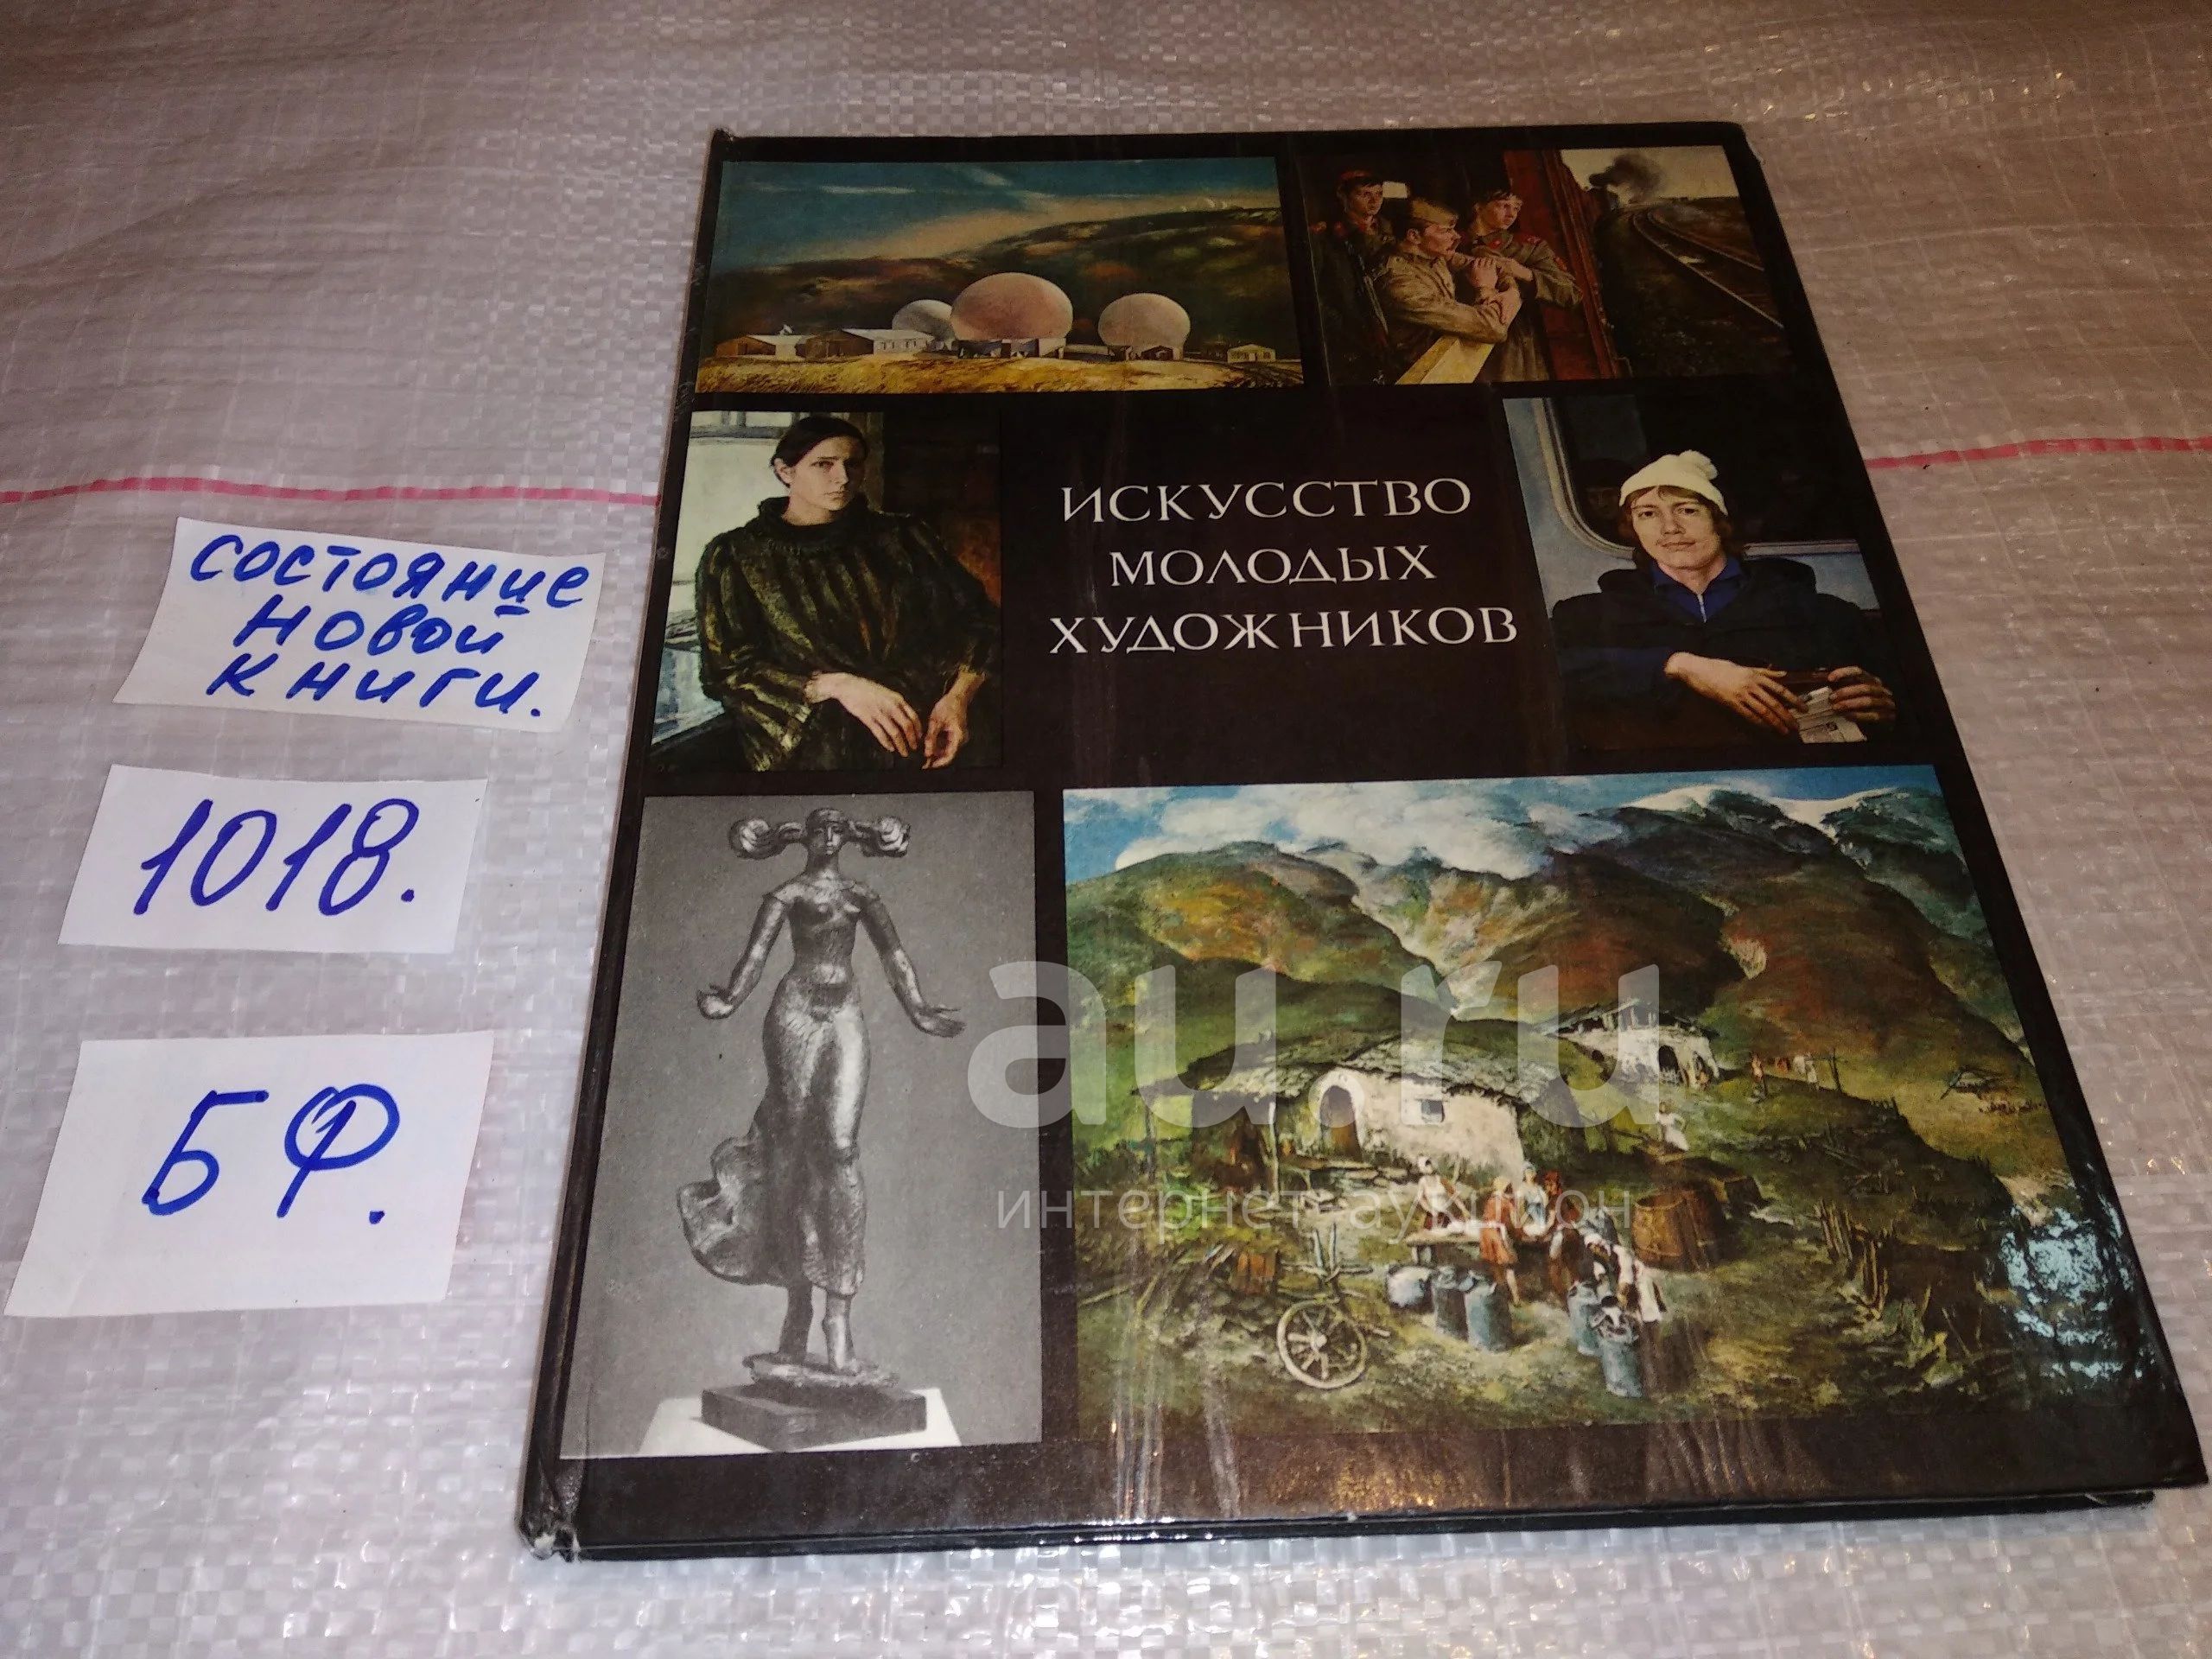 ИСКУССТВО
МОЛОДЫХ
ХУДОЖНИКОВ
состояние
новой
книги.
1018.
БФ.
au.ru
интернет-аукцион